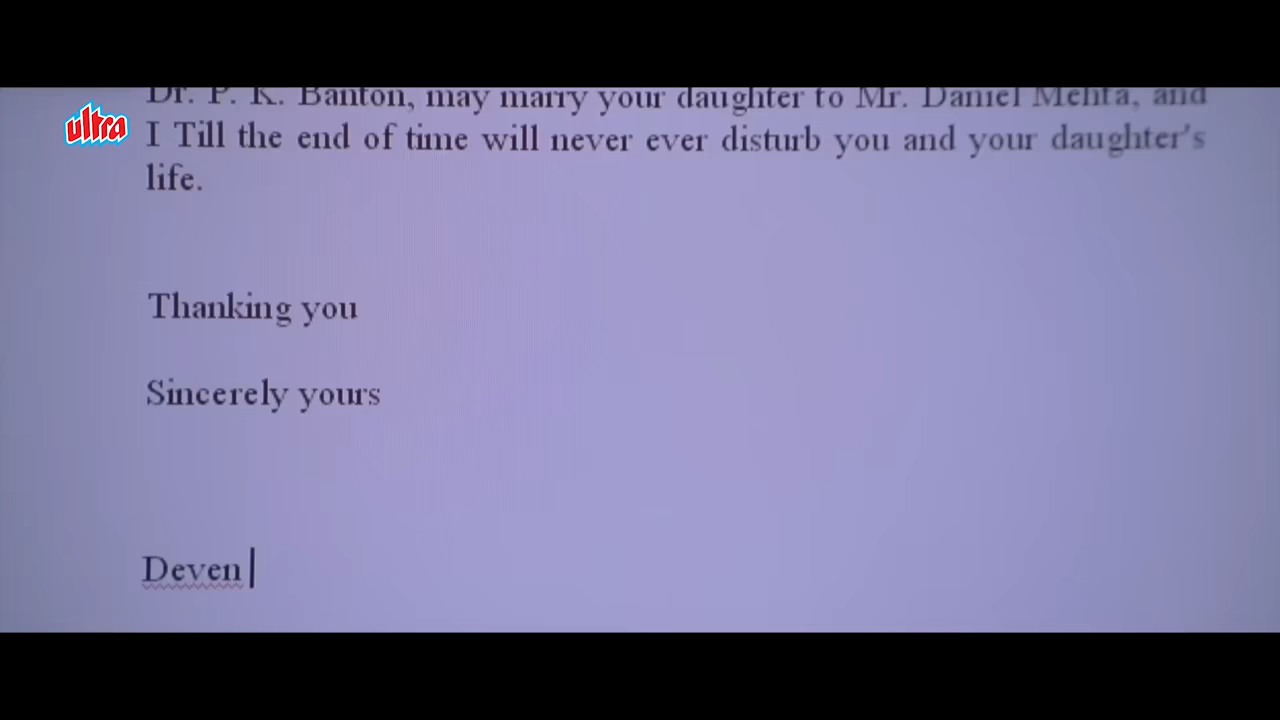 ultra
Dr. P. K. Banton, may marry your daughter to Mr. Daniel Mehta, and
I Till the end of time will never ever disturb you and your daughter's
life.
Thanking you
Sincerely yours
Deven